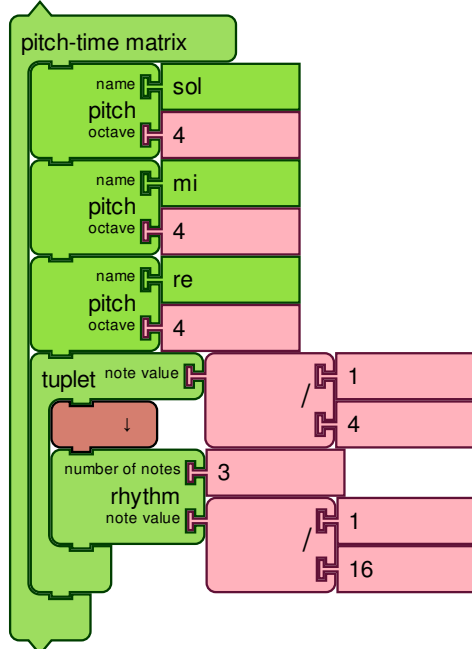 pitch-time matrix
name sol
pitch
octave 4
name mi
pitch
octave 4
name re
pitch
octave 4
tuplet note value / 1
4
↓
number of notes 3
rhythm
note value / 1
16